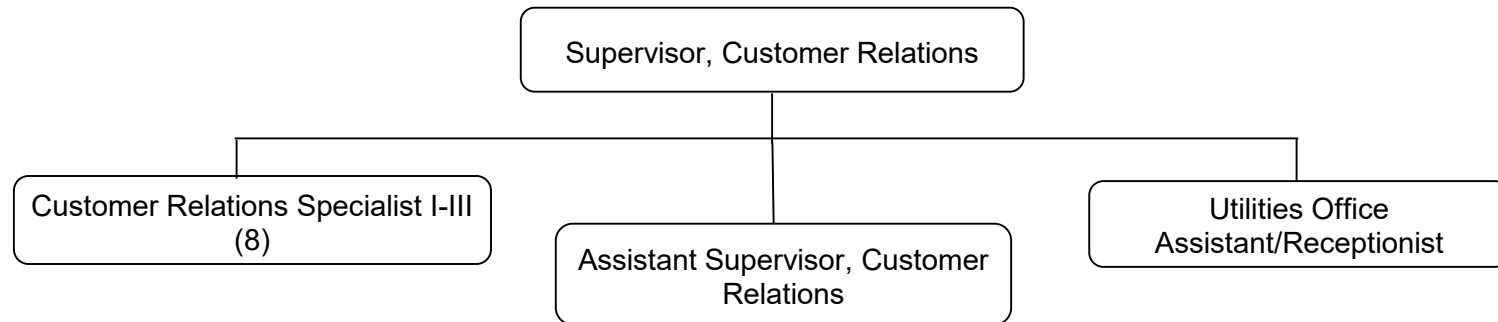 Supervisor, Customer Relations
Customer Relations Specialist I-III
(8)
Assistant Supervisor, Customer
Relations
Utilities Office
Assistant/Receptionist